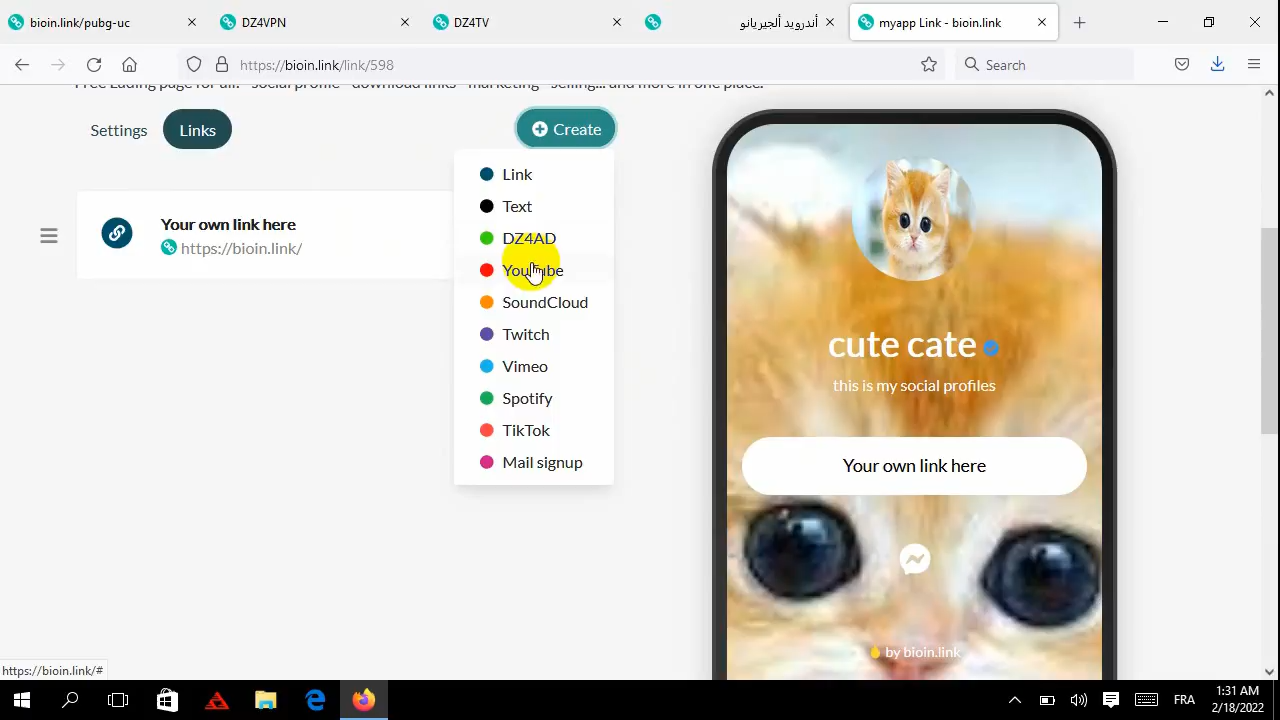 bioin.link/pubg-uc
DZ4VPN
DZ4TV
أندرويد ألجيريانو
myapp Link - bioin.link
https://bioin.link/link/598
Search
Settings
Links
Create
Link
Text
DZ4AD
Youtube
SoundCloud
Twitch
Vimeo
Spotify
TikTok
Mail signup
Your own link here
https://bioin.link/
cute cate
this is my social profiles
Your own link here
by bioin.link
https://bioin.link/#
FRA
1:31 AM
2/18/2022